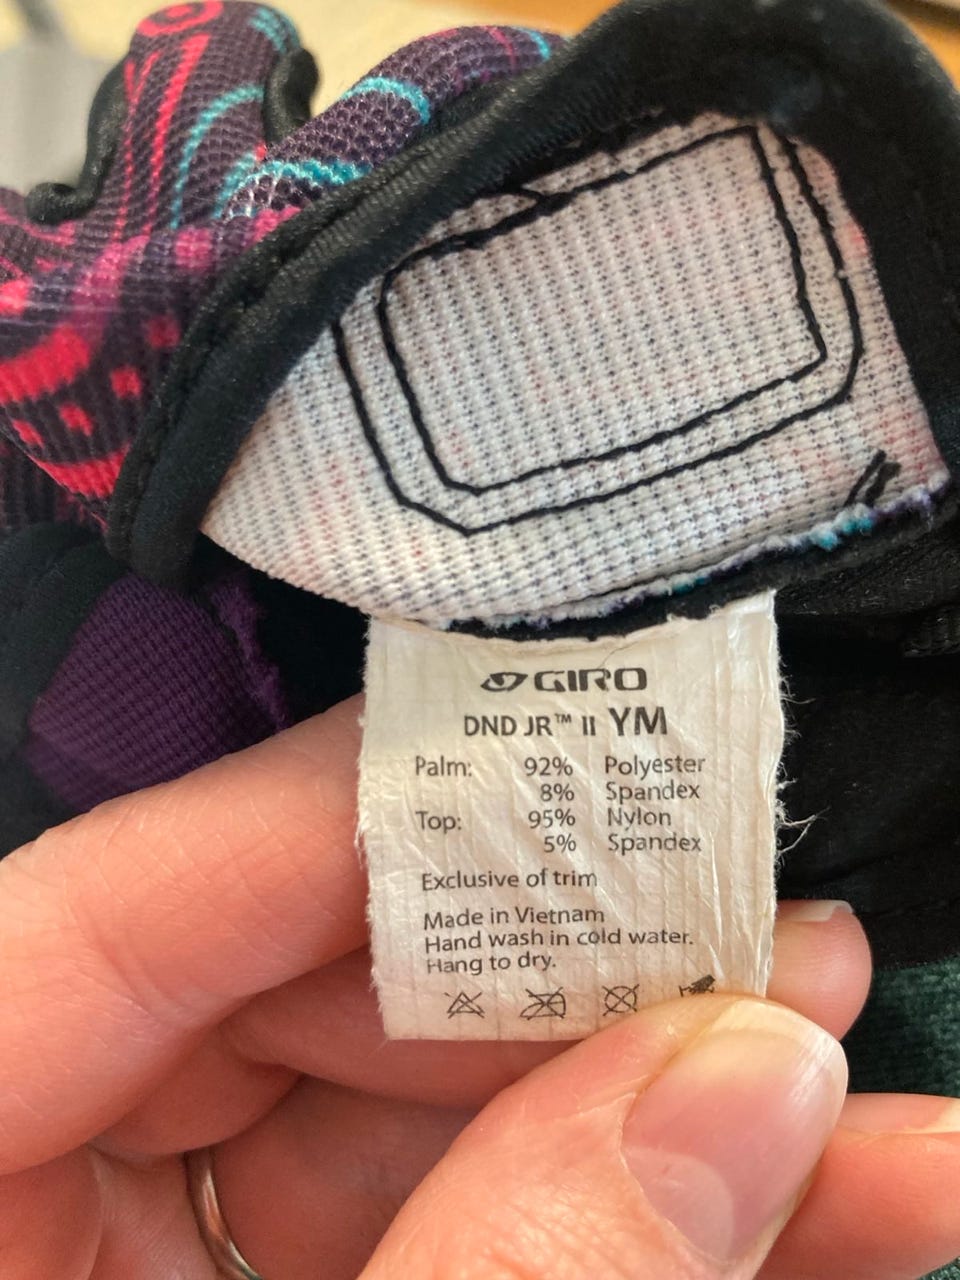 GIRO
DND JR™ II YM
Palm: 92% Polyester
8% Spandex
Top: 95% Nylon
5% Spandex
Exclusive of trim
Made in Vietnam
Hand wash in cold water.
Hang to dry.